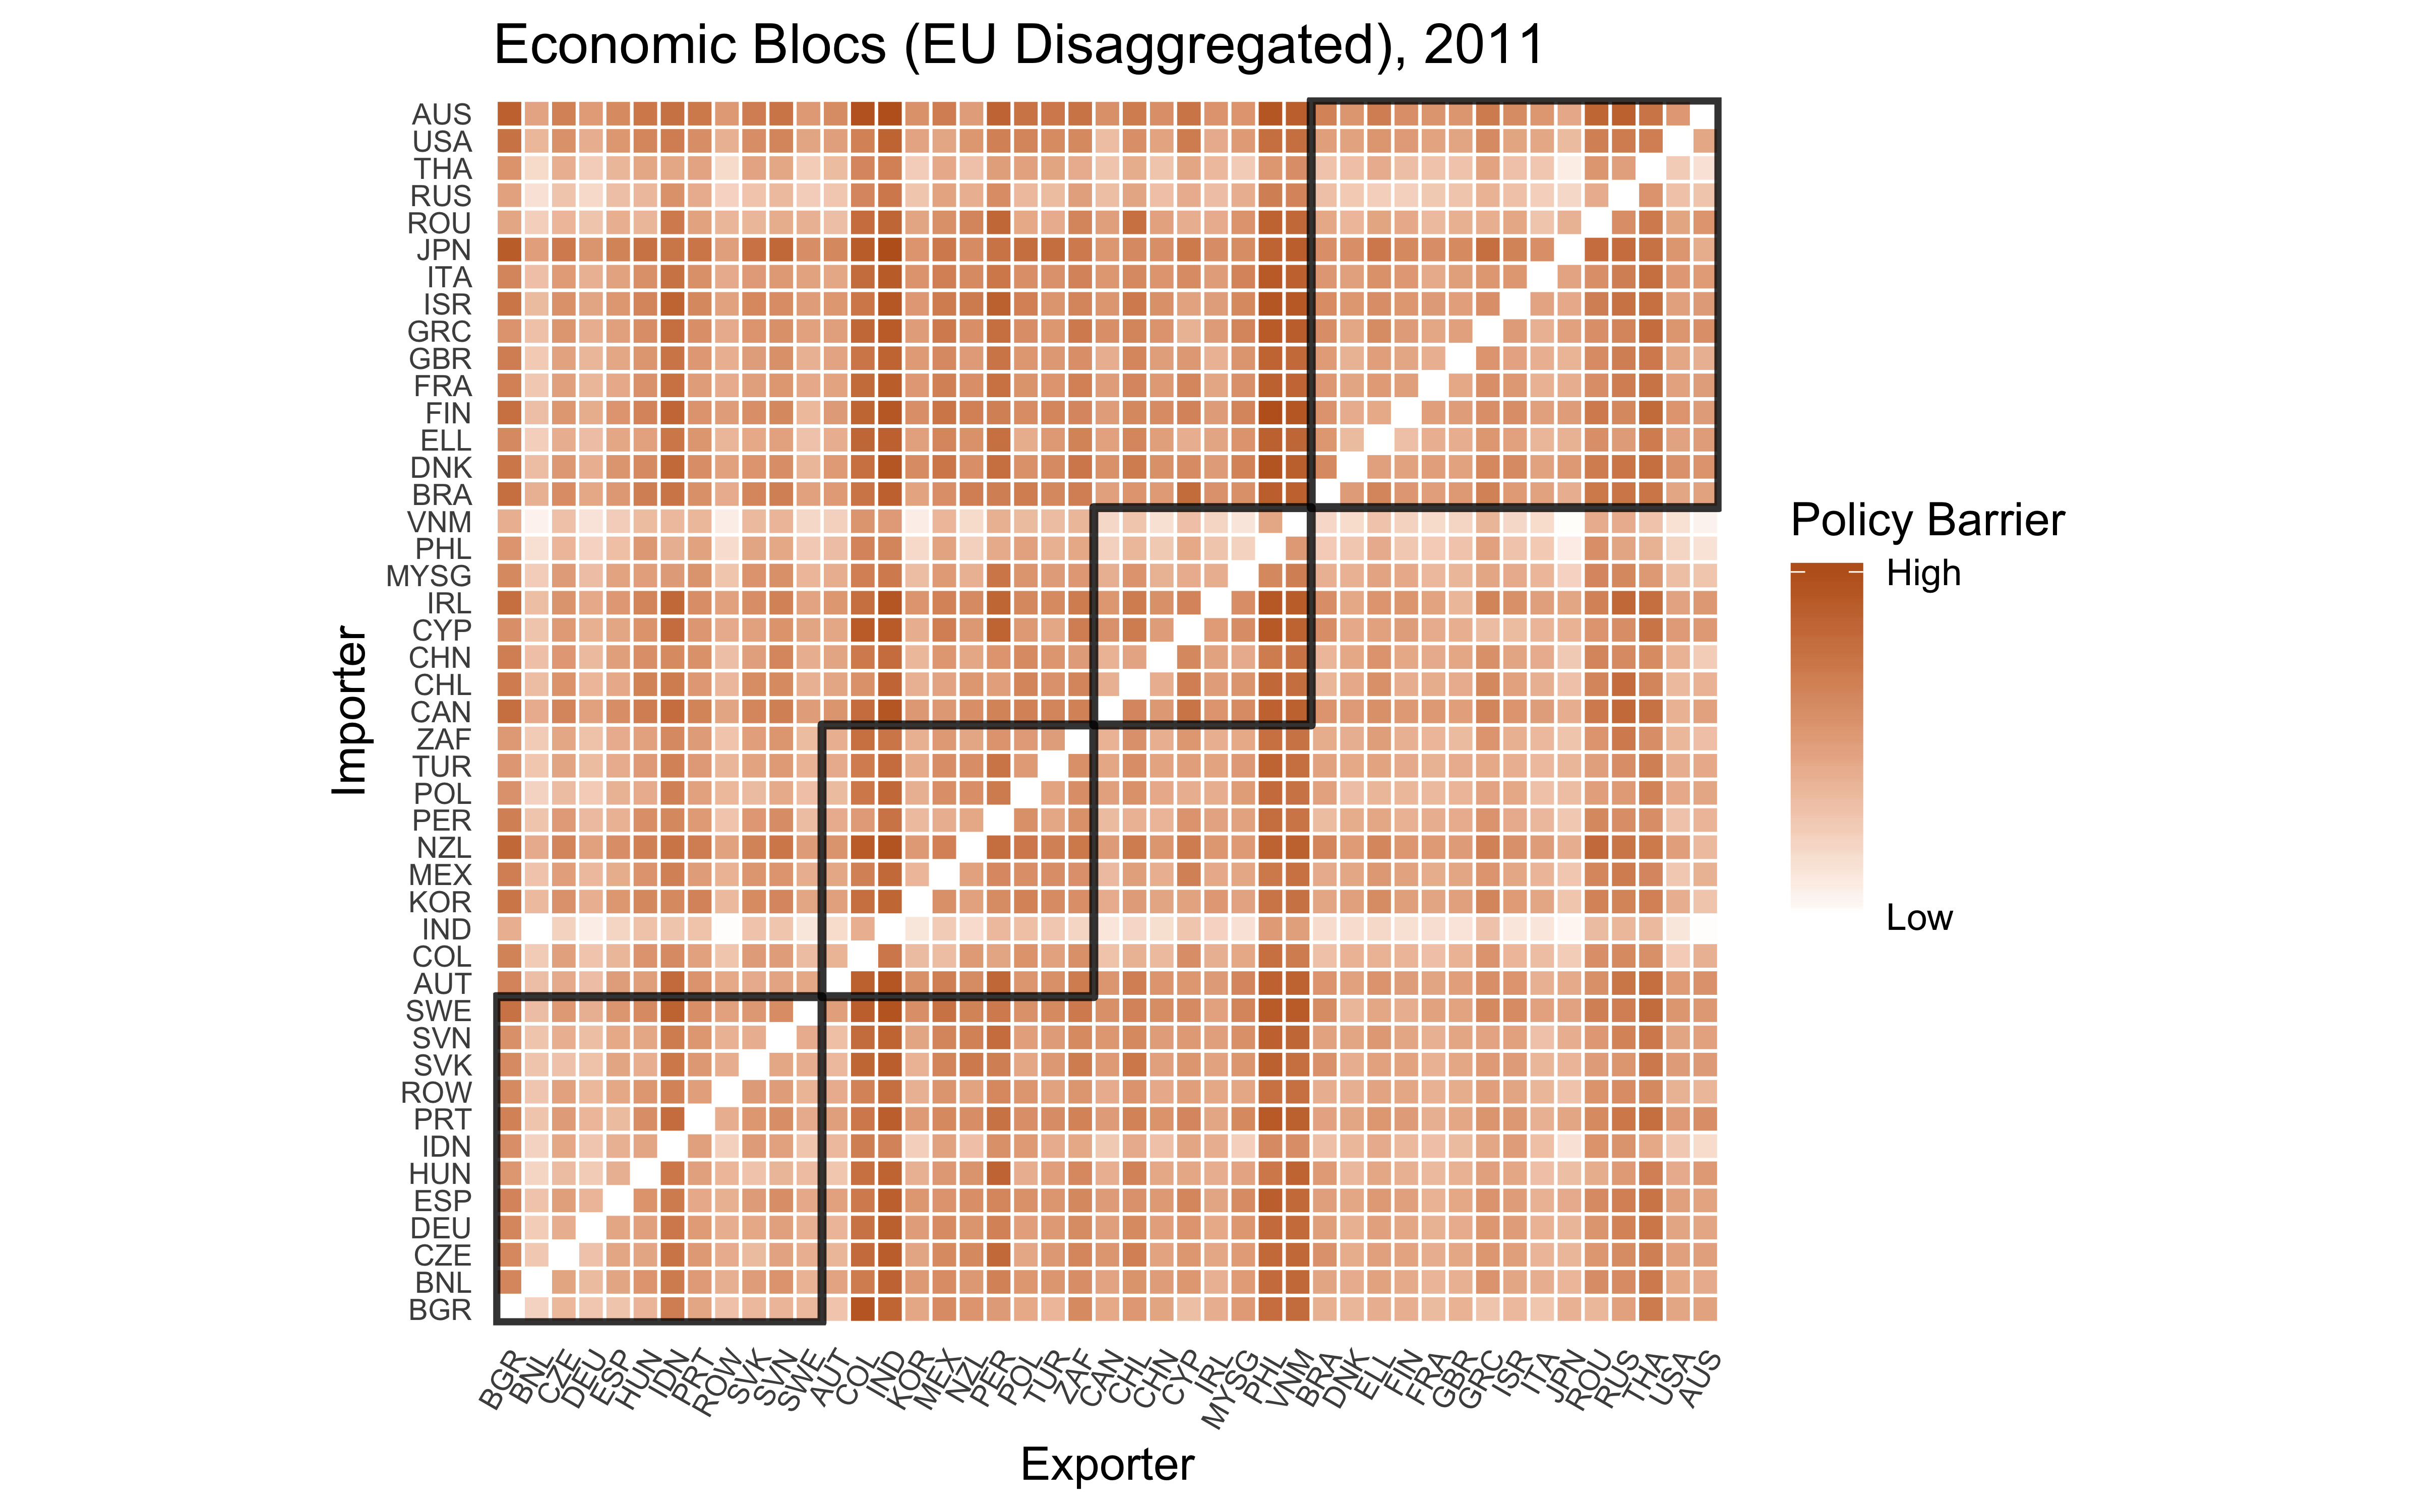 Economic Blocs (EU Disaggregated), 2011
AUS
USA
THA
RUS
ROU
JPN
ITA
ISR
GRC
GBR
FRA
FIN
ELL
DNK
BRA
VNM
PHL
MYSG
IRL
CYP
CHN
CHL
CAN
ZAF
TUR
POL
PER
NZL
MEX
KOR
IND
COL
AUT
SWE
SVN
SVK
ROW
PRT
IDN
HUN
ESP
DEU
CZE
BNL
BGR
Importer
BGR
BNL
CZE
DEU
ESP
HUN
IDN
PRT
ROW
SVK
SVN
SWE
AUT
COL
IND
KOR
MEX
NZL
PER
POL
TUR
ZAF
CAN
CHL
CHN
CYP
IRL
MYSG
PHL
VNM
BRA
DNK
ELL
FIN
FRA
GBR
GRC
ISR
ITA
JPN
ROU
RUS
THA
USA
AUS
Exporter
Policy Barrier
High
Low